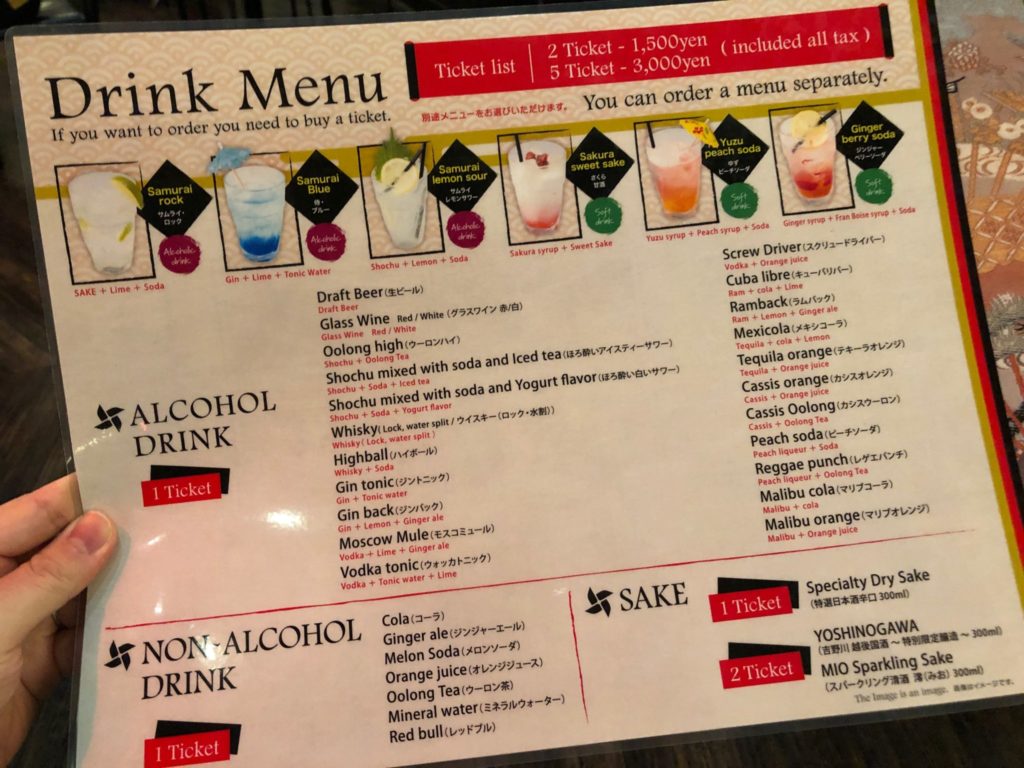 Drink Menu
If you want to order you need to buy a ticket.
Ticket list
2 Ticket - 1,500yen
5 Ticket - 3,000yen
( included all tax )
別途メニューをお選びいただけます。
You can order a menu separately.
Samurai rock
サムライ・ロック
Alcoholic drink
SAKE + Lime + Soda
Samurai Blue
侍・ブルー
Alcoholic drink
Gin + Lime + Tonic Water
Samurai lemon sour
サムライレモンサワー
Alcoholic drink
Shochu + Lemon + Soda
Sakura sweet sake
さくら甘酒
Soft drink
Sakura syrup + Sweet Sake
Yuzu peach soda
ゆずピーチソーダ
Soft drink
Yuzu syrup + Peach syrup + Soda
Ginger berry soda
ジンジャーベリーソーダ
Soft drink
Ginger syrup + Fran Boise syrup + Soda
ALCOHOL
DRINK
1 Ticket
Draft Beer(生ビール)
Draft Beer
Glass Wine Red / White (グラスワイン 赤/白)
Glass Wine Red / White
Oolong high(ウーロンハイ)
Shochu + Oolong Tea
Shochu mixed with soda and Iced tea(ほろ酔いアイスティーサワー)
Shochu + Soda + Iced tea
Shochu mixed with soda and Yogurt flavor(ほろ酔い白いサワー)
Shochu + Soda + Yogurt flavor
Whisky( Lock, water split / ウイスキー(ロック・水割))
Whisky ( Lock, water split )
Highball(ハイボール)
Whisky + Soda
Gin tonic(ジントニック)
Gin + Tonic water
Gin back(ジンバック)
Gin + Lemon + Ginger ale
Moscow Mule(モスコミュール)
Vodka + Lime + Ginger ale
Vodka tonic(ウォッカトニック)
Vodka + Tonic water + Lime
Screw Driver(スクリュードライバー)
Vodka + Orange juice
Cuba libre(キューバリバー)
Ram + cola + Lime
Ramback(ラムバック)
Ram + Lemon + Ginger ale
Mexicola(メキシコーラ)
Tequila + cola + Lemon
Tequila orange(テキーラオレンジ)
Tequila + Orange juice
Cassis orange(カシスオレンジ)
Cassis + Orange juice
Cassis Oolong(カシスウーロン)
Cassis + Oolong Tea
Peach soda(ピーチソーダ)
Peach liqueur + Soda
Reggae punch(レゲエパンチ)
Peach liqueur + Oolong Tea
Malibu cola(マリブコーラ)
Malibu + cola
Malibu orange(マリブオレンジ)
Malibu + Orange juice
NON-ALCOHOL
DRINK
1 Ticket
Cola(コーラ)
Ginger ale(ジンジャーエール)
Melon Soda(メロンソーダ)
Orange juice(オレンジジュース)
Oolong Tea(ウーロン茶)
Mineral water(ミネラルウォーター)
Red bull(レッドブル)
SAKE
1 Ticket
Specialty Dry Sake
(特選日本酒辛口 300ml)
2 Ticket
YOSHINOGAWA
(吉野川 越後国酒 ～ 特別限定醸造 ～ 300ml)
MIO Sparkling Sake
(スパークリング清酒 澪(みお) 300ml)
The Image is an image. 画像はイメージです。